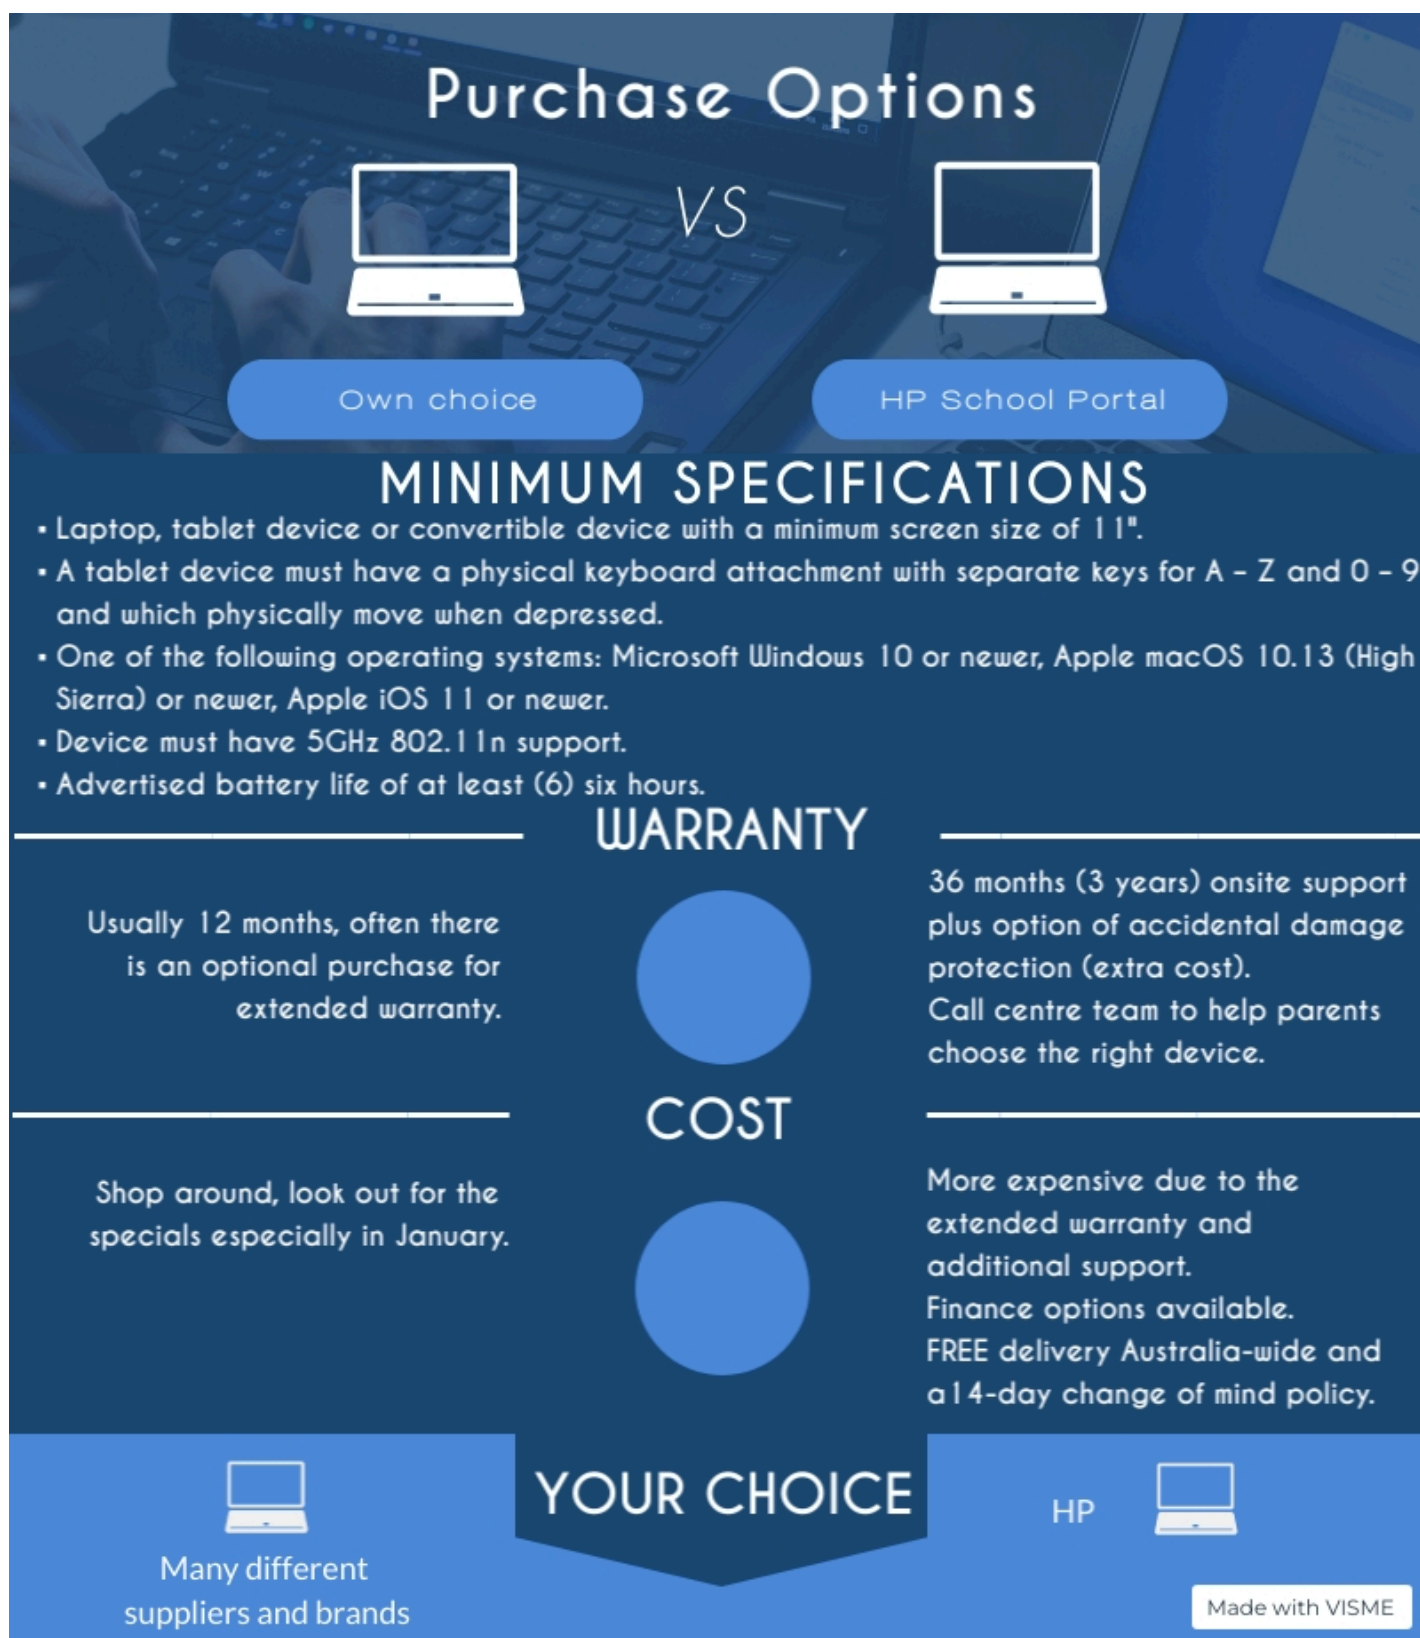 Purchase Options
VS
Own choice
HP School Portal
MINIMUM SPECIFICATIONS
▪ Laptop, tablet device or convertible device with a minimum screen size of 11".
▪ A tablet device must have a physical keyboard attachment with separate keys for A – Z and 0 – 9
and which physically move when depressed.
▪ One of the following operating systems: Microsoft Windows 10 or newer, Apple macOS 10.13 (High
Sierra) or newer, Apple iOS 11 or newer.
▪ Device must have 5GHz 802.11n support.
▪ Advertised battery life of at least (6) six hours.
WARRANTY
Usually 12 months, often there
is an optional purchase for
extended warranty.
36 months (3 years) onsite support
plus option of accidental damage
protection (extra cost).
Call centre team to help parents
choose the right device.
COST
Shop around, look out for the
specials especially in January.
More expensive due to the
extended warranty and
additional support.
Finance options available.
FREE delivery Australia-wide and
a14-day change of mind policy.
YOUR CHOICE
Many different
suppliers and brands
HP
Made with VISME